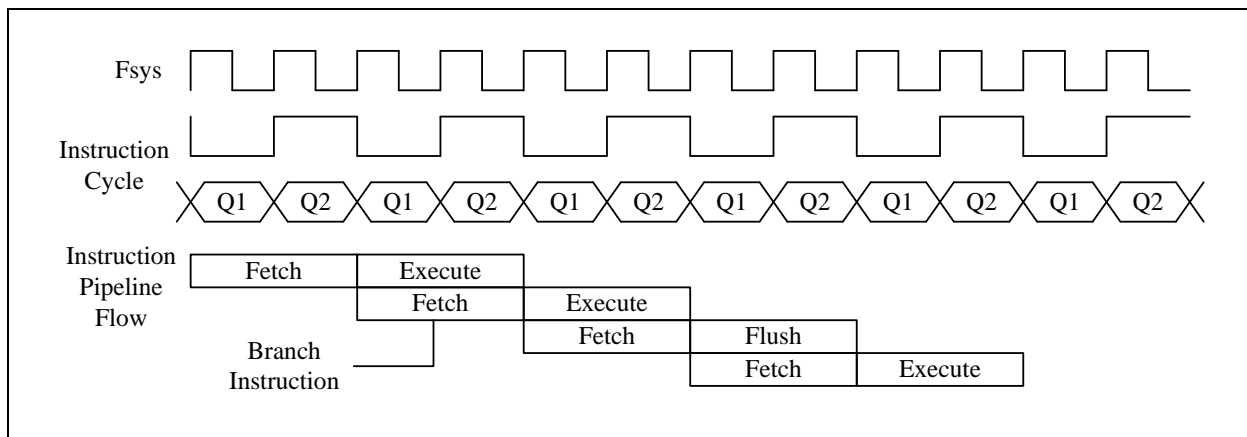 Fsys
Instruction
Cycle
Q1 Q2 Q1 Q2 Q1 Q2 Q1 Q2 Q1 Q2 Q1 Q2
Instruction
Pipeline
Flow
Fetch Execute
Fetch Execute
Fetch Flush
Fetch Execute
Branch
Instruction